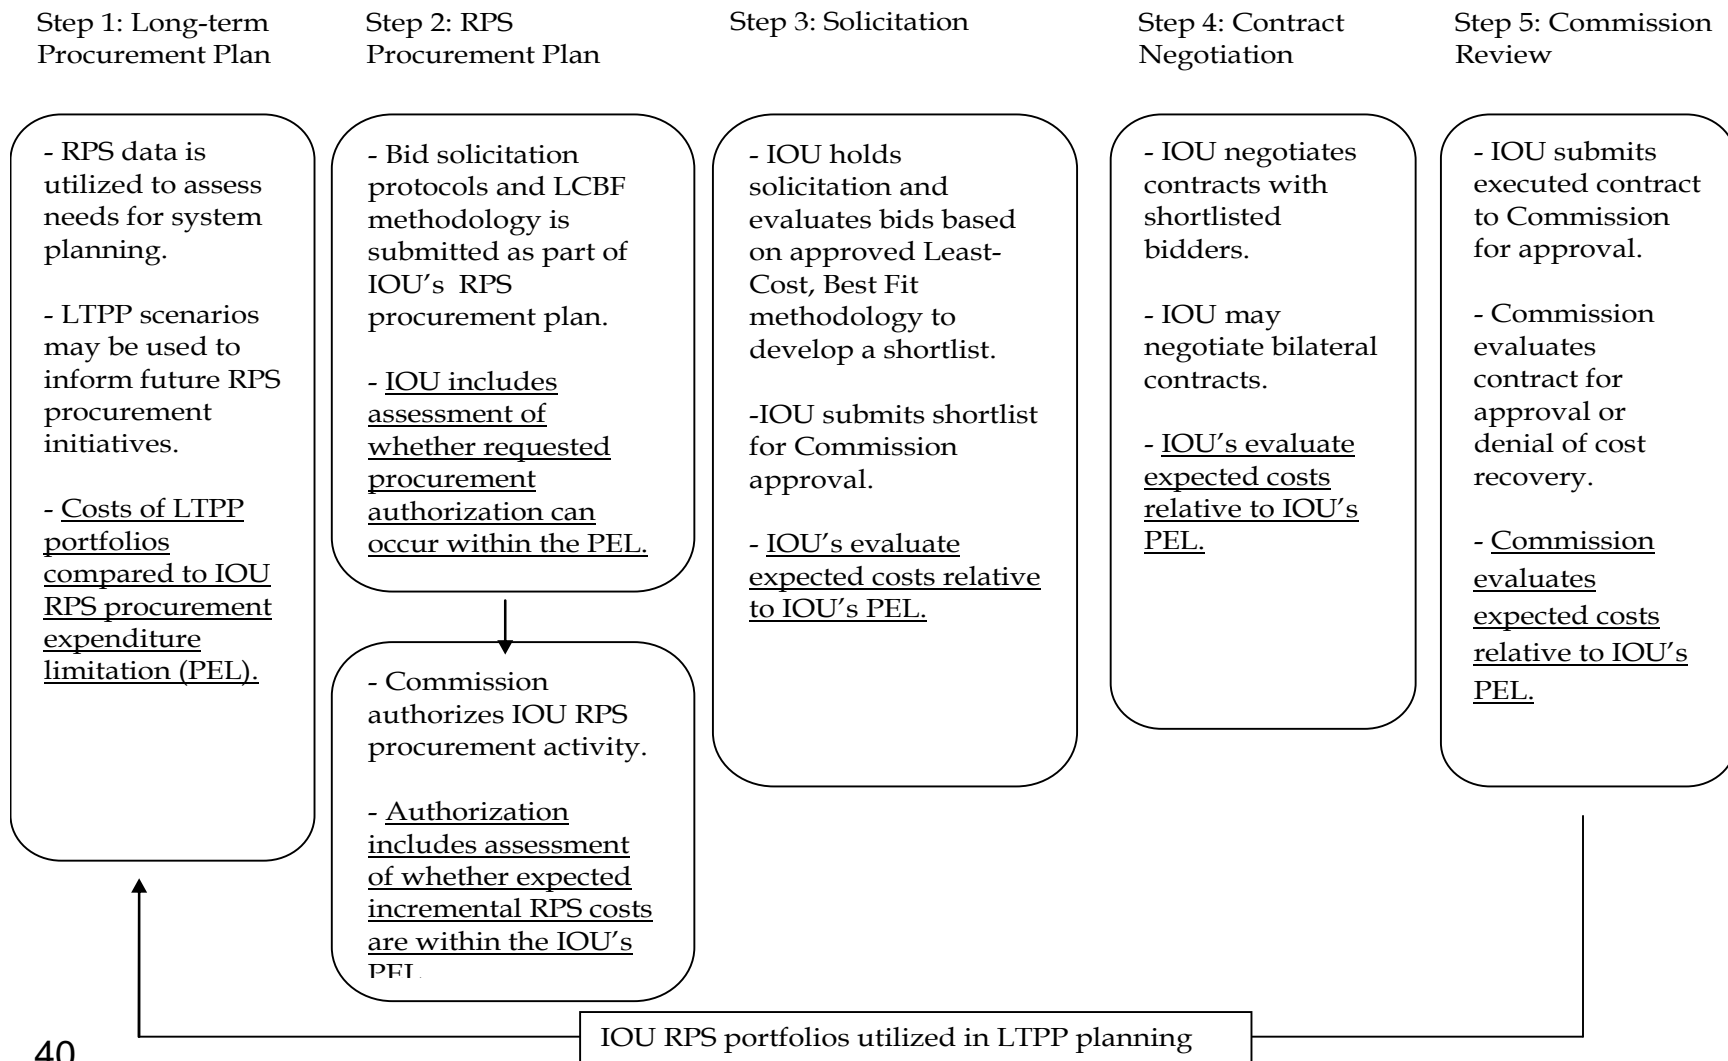 Step 1: Long-term
Procurement Plan
Step 2: RPS
Procurement Plan
Step 3: Solicitation
Step 4: Contract
Negotiation
Step 5: Commission
Review
- RPS data is
utilized to assess
needs for system
planning.
- LTPP scenarios
may be used to
inform future RPS
procurement
initiatives.
- Costs of LTPP
portfolios
compared to IOU
RPS procurement
expenditure
limitation (PEL).
- Bid solicitation
protocols and LCBF
methodology is
submitted as part of
IOU’s RPS
procurement plan.
- IOU includes
assessment of
whether requested
procurement
authorization can
occur within the PEL.
- Commission
authorizes IOU RPS
procurement activity.
- Authorization
includes assessment
of whether expected
incremental RPS costs
are within the IOU’s
PEL
- IOU holds
solicitation and
evaluates bids based
on approved Least-
Cost, Best Fit
methodology to
develop a shortlist.
-IOU submits shortlist
for Commission
approval.
- IOU’s evaluate
expected costs relative
to IOU’s PEL.
- IOU negotiates
contracts with
shortlisted
bidders.
- IOU may
negotiate bilateral
contracts.
- IOU’s evaluate
expected costs
relative to IOU’s
PEL.
- IOU submits
executed contract
to Commission
for approval.
- Commission
evaluates
contract for
approval or
denial of cost
recovery.
- Commission
evaluates
expected costs
relative to IOU’s
PEL.
IOU RPS portfolios utilized in LTPP planning
40